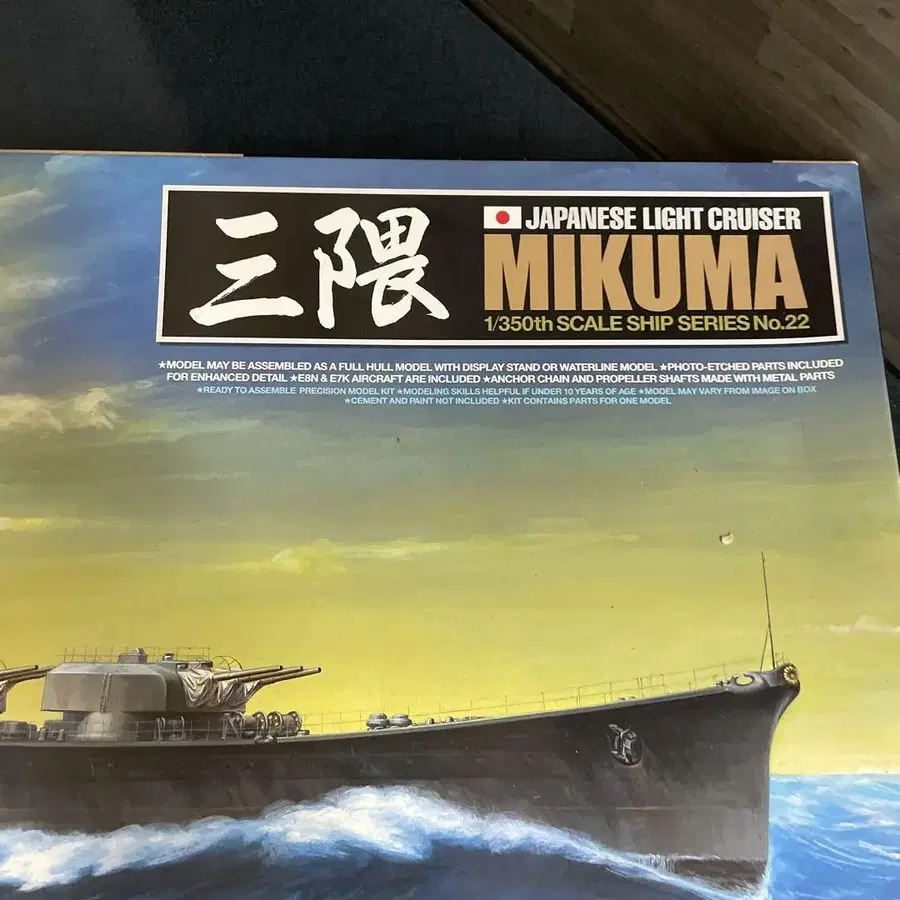 三隈
JAPANESE LIGHT CRUISER
MIKUMA
1/350th SCALE SHIP SERIES No.22
★MODEL MAY BE ASSEMBLED AS A FULL HULL MODEL WITH DISPLAY STAND OR WATERLINE MODEL ★PHOTO-ETCHED PARTS INCLUDED
FOR ENHANCED DETAIL ★E8N & E7K AIRCRAFT ARE INCLUDED ★ANCHOR CHAIN AND PROPELLER SHAFTS MADE WITH METAL PARTS
★READY TO ASSEMBLE PRECISION MODEL KIT ★MODELING SKILLS HELPFUL IF UNDER 10 YEARS OF AGE ★MODEL MAY VARY FROM IMAGE ON BOX
★CEMENT AND PAINT NOT INCLUDED ★KIT CONTAINS PARTS FOR ONE MODEL